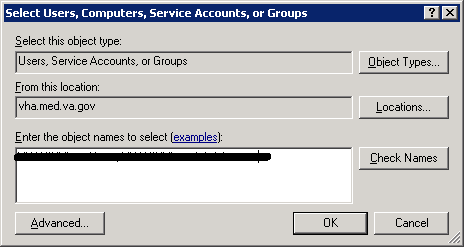 Select Users, Computers, Service Accounts, or Groups
Select this object type:
Users, Service Accounts, or Groups
Object Types...
From this location:
vha.med.va.gov
Locations...
Enter the object names to select (examples):
Check Names
Advanced...
OK
Cancel